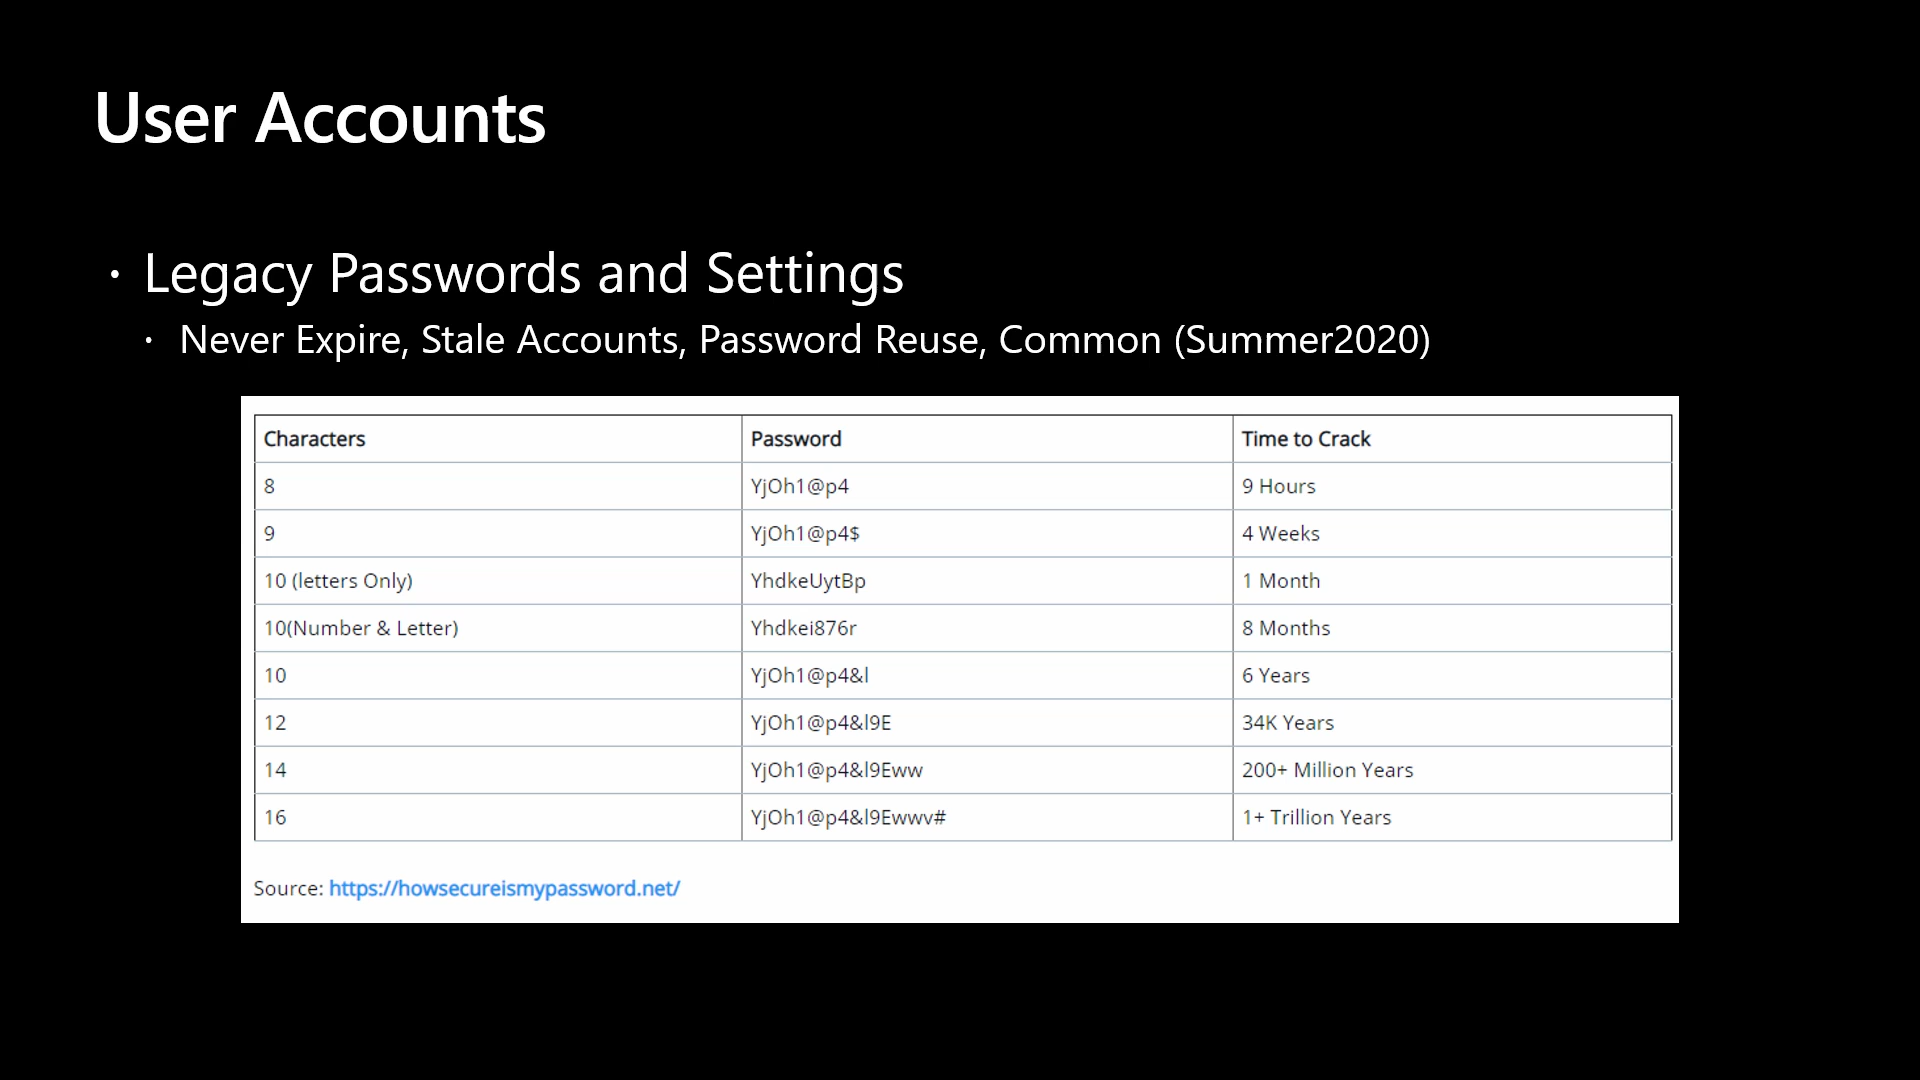 User Accounts
· Legacy Passwords and Settings
· Never Expire, Stale Accounts, Password Reuse, Common (Summer2020)
Characters Password Time to Crack
8 YjOh1@p4 9 Hours
9 YjOh1@p4$ 4 Weeks
10 (letters Only) YhdkeUytBp 1 Month
10(Number & Letter) Yhdkei876r 8 Months
10 YjOh1@p4&l 6 Years
12 YjOh1@p4&l9E 34K Years
14 YjOh1@p4&l9Eww 200+ Million Years
16 YjOh1@p4&l9Ewwv# 1+ Trillion Years
Source: https://howsecureismypassword.net/